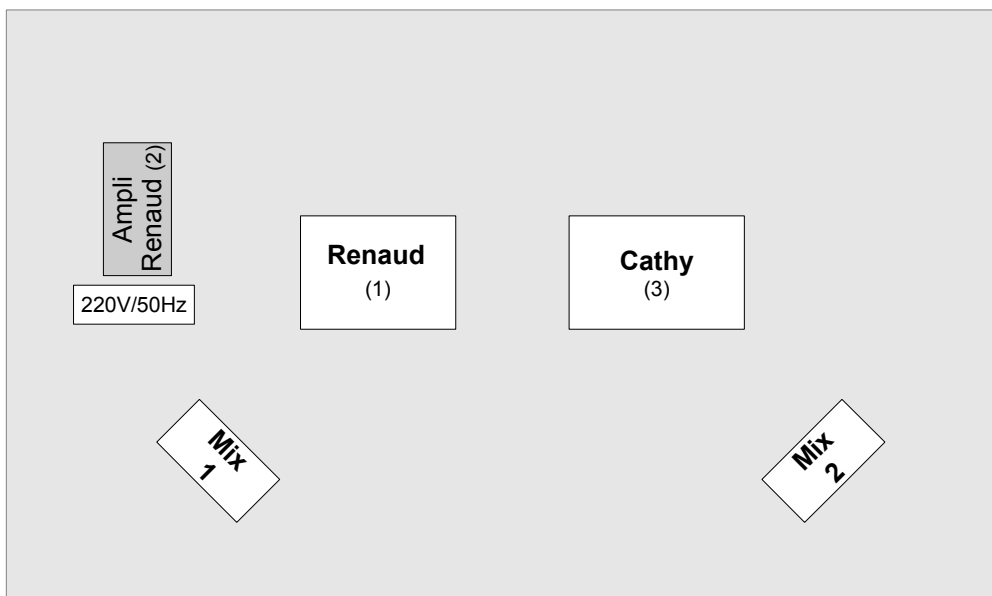 Ampli
Renaud (2)
220V/50Hz
Renaud
(1)
Cathy
(3)
Mix
1
Mix
2